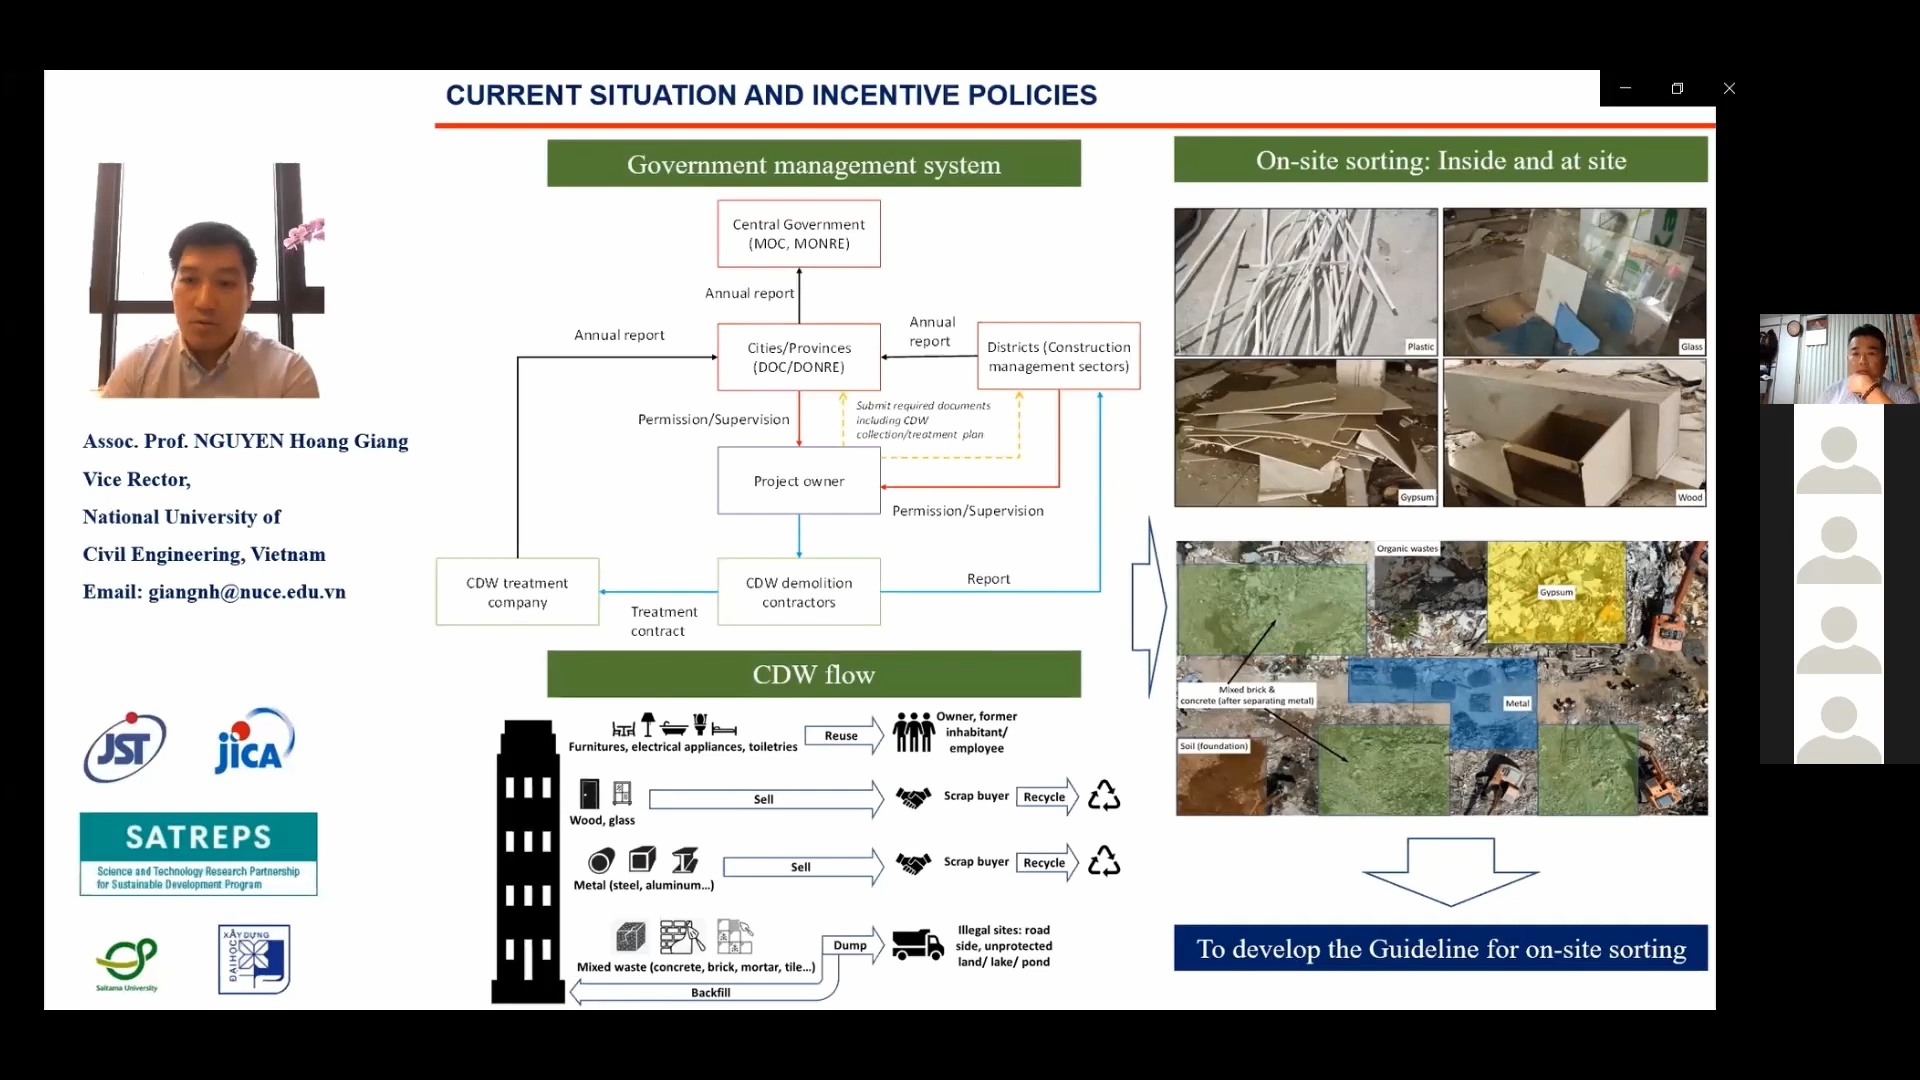 CURRENT SITUATION AND INCENTIVE POLICIES
Assoc. Prof. NGUYEN Hoang Giang
Vice Rector,
National University of
Civil Engineering, Vietnam
Email: giangnh@nuce.edu.vn
JST
JICA
SATREPS
Science and Technology Research Partnership
for Sustainable Development Program
Saitama University
XÂY DỰNG
ĐẠI HỌC
Government management system
Central Government
(MOC, MONRE)
Annual report
Annual report
Cities/Provinces
(DOC/DONRE)
Annual
report
Districts (Construction
management sectors)
Permission/Supervision
Submit required documents
including CDW
collection/treatment plan
Project owner
Permission/Supervision
CDW treatment
company
Treatment
contract
CDW demolition
contractors
Report
CDW flow
Furnitures, electrical appliances, toiletries
Reuse
Owner, former
inhabitant/
employee
Wood, glass
Sell
Scrap buyer
Recycle
Metal (steel, aluminum...)
Sell
Scrap buyer
Recycle
Mixed waste (concrete, brick, mortar, tile...)
Dump
Illegal sites: road
side, unprotected
land/ lake/ pond
Backfill
On-site sorting: Inside and at site
Plastic
Glass
Gypsum
Wood
Organic wastes
Gypsum
Mixed brick &
concrete (after separating metal)
Metal
Soil (foundation)
To develop the Guideline for on-site sorting